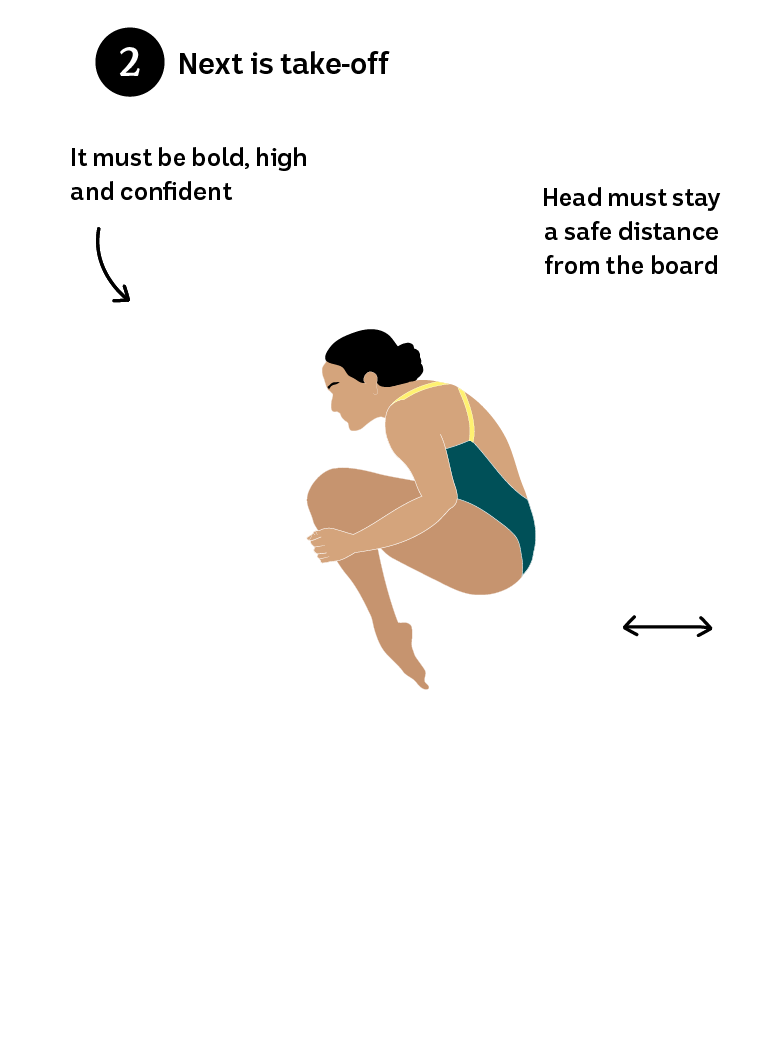 2 Next is take-off
It must be bold, high
and confident
Head must stay
a safe distance
from the board